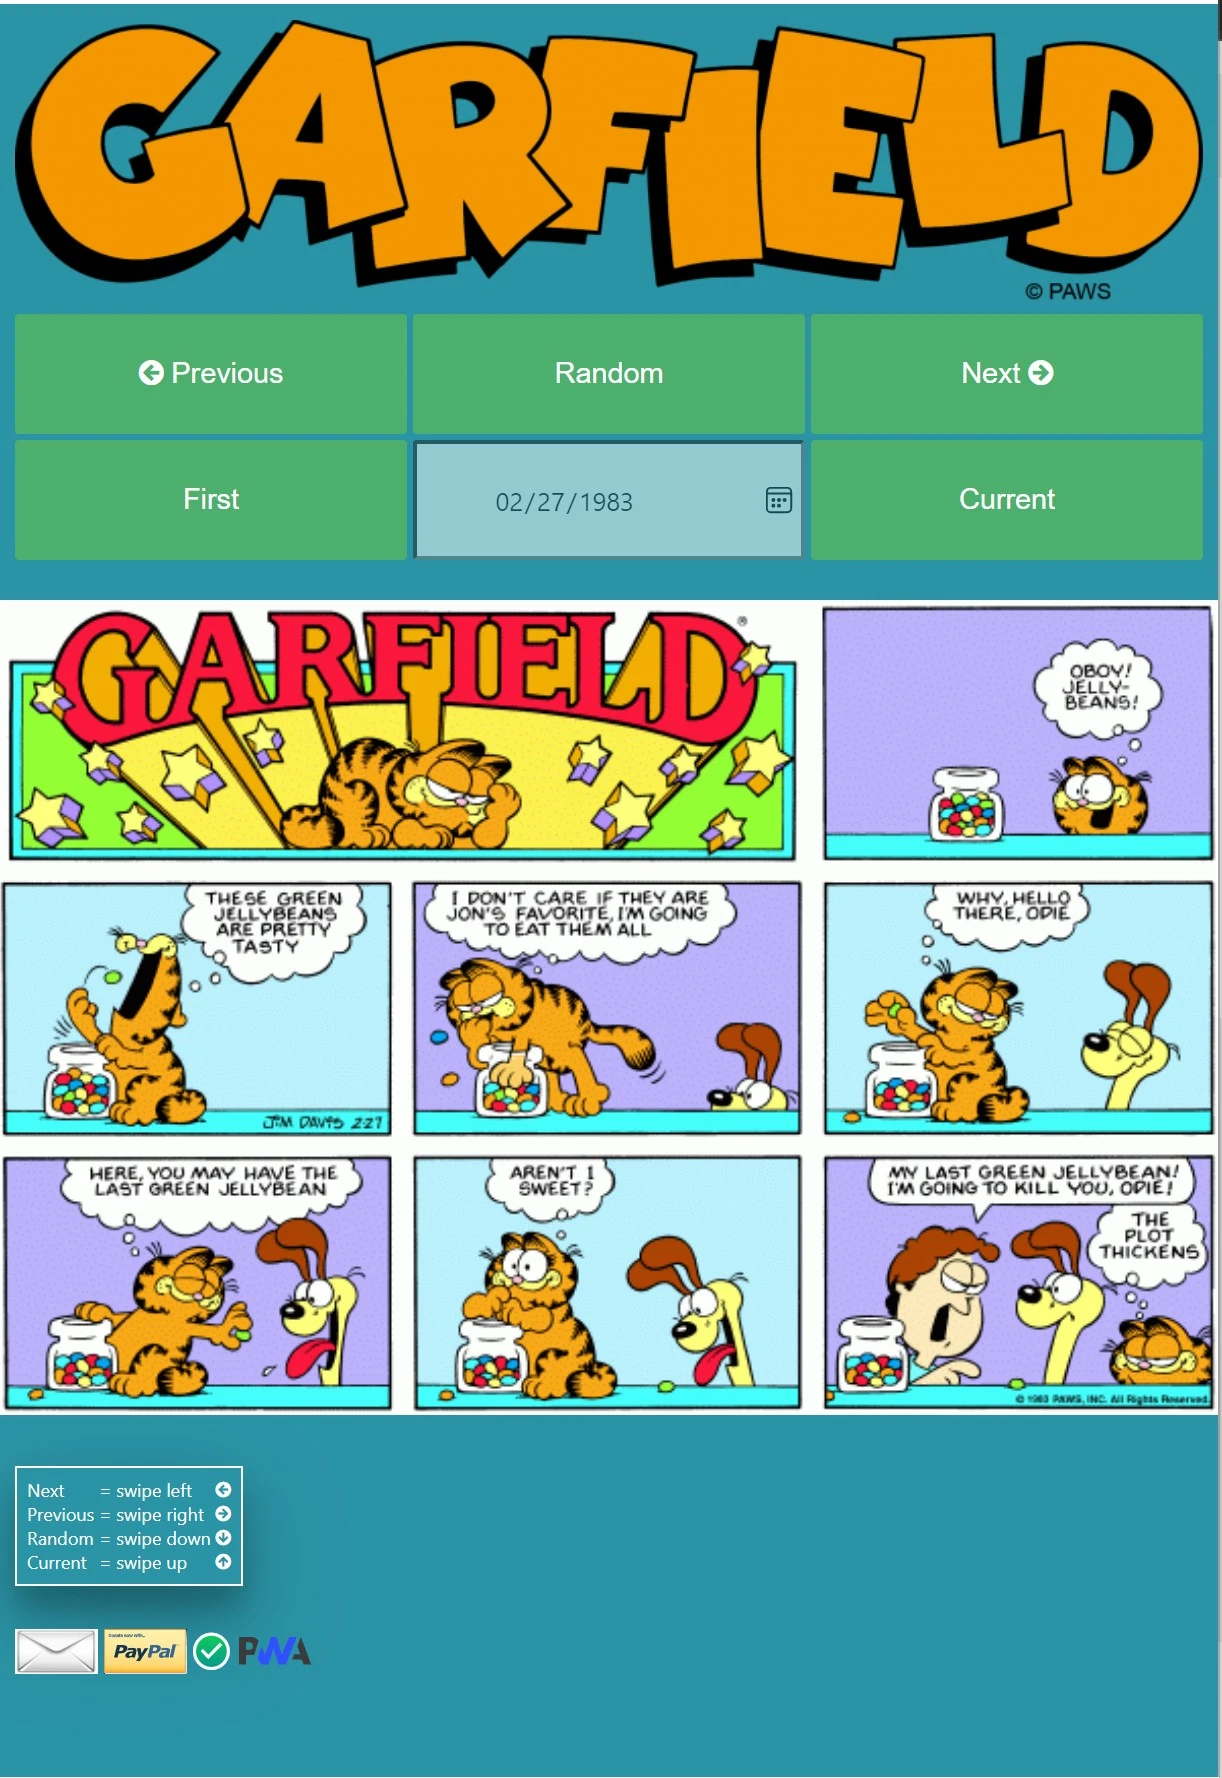 GARFIELD
© PAWS
Previous
Random
Next
First
02/27/1983
Current
GARFIELD
®
OBOY!
JELLY-
BEANS!
THESE GREEN
JELLYBEANS
ARE PRETTY
TASTY
JIM DAVIS 2-27
I DON'T CARE IF THEY ARE
JON'S FAVORITE, I'M GOING
TO EAT THEM ALL
WHY, HELLO
THERE, ODIE
HERE, YOU MAY HAVE THE
LAST GREEN JELLYBEAN
AREN'T I
SWEET?
MY LAST GREEN JELLYBEAN!
I'M GOING TO KILL YOU, ODIE!
THE
PLOT
THICKENS
© 1983 PAWS, INC. All Rights Reserved.
Next = swipe left
Previous = swipe right
Random = swipe down
Current = swipe up
Donate now with...
PayPal
PWA